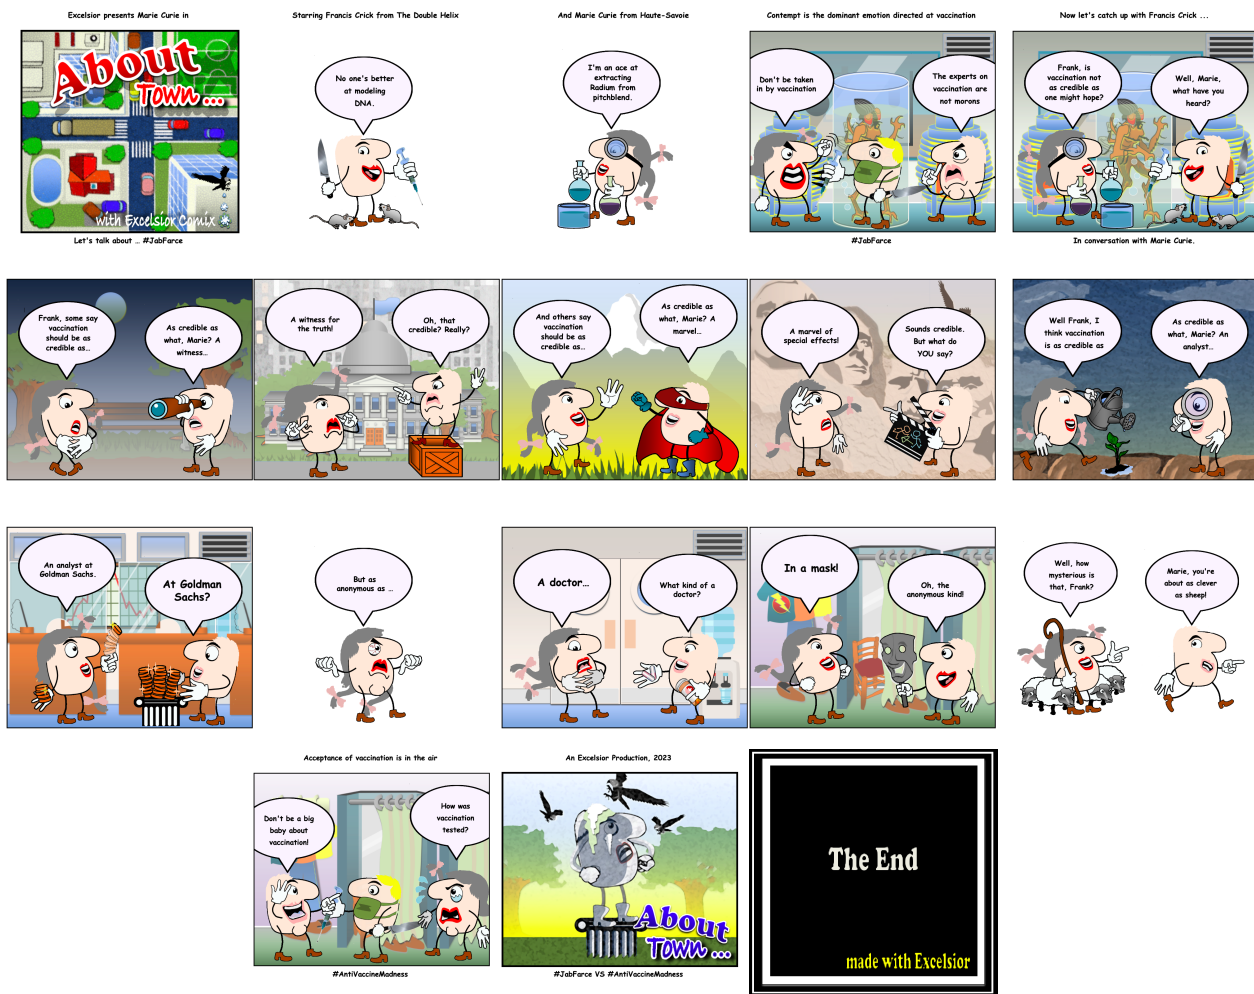 Excelsior presents Marie Curie in
About
Town ...
with Excelsior Comix
Let's talk about ... #JabFarce
Starring Francis Crick from The Double Helix
No one's better
at modeling
DNA.
And Marie Curie from Haute-Savoie
I'm an ace at
extracting
Radium from
pitchblend.
Contempt is the dominant emotion directed at vaccination
Don't be taken
in by vaccination
The experts on
vaccination are
not morons
#JabFarce
Now let's catch up with Francis Crick ...
Frank, is
vaccination not
as credible as
one might hope?
Well, Marie,
what have you
heard?
In conversation with Marie Curie.
Frank, some say
vaccination
should be as
credible as...
As credible as
what, Marie? A
witness...
A witness for
the truth!
Oh, that
credible? Really?
And others say
vaccination
should be as
credible as...
As credible as
what, Marie? A
marvel...
A marvel of
special effects!
Sounds credible.
But what do
YOU say?
Well Frank, I
think vaccination
is as credible as
As credible as
what, Marie? An
analyst...
An analyst at
Goldman Sachs.
At Goldman
Sachs?
But as
anonymous as ...
A doctor...
What kind of a
doctor?
In a mask!
Oh, the
anonymous kind!
Well, how
mysterious is
that, Frank?
Marie, you're
about as clever
as sheep!
Acceptance of vaccination is in the air
Don't be a big
baby about
vaccination!
How was
vaccination
tested?
#AntiVaccineMadness
An Excelsior Production, 2023
About
Town ...
#JabFarce VS #AntiVaccineMadness
The End
made with Excelsior